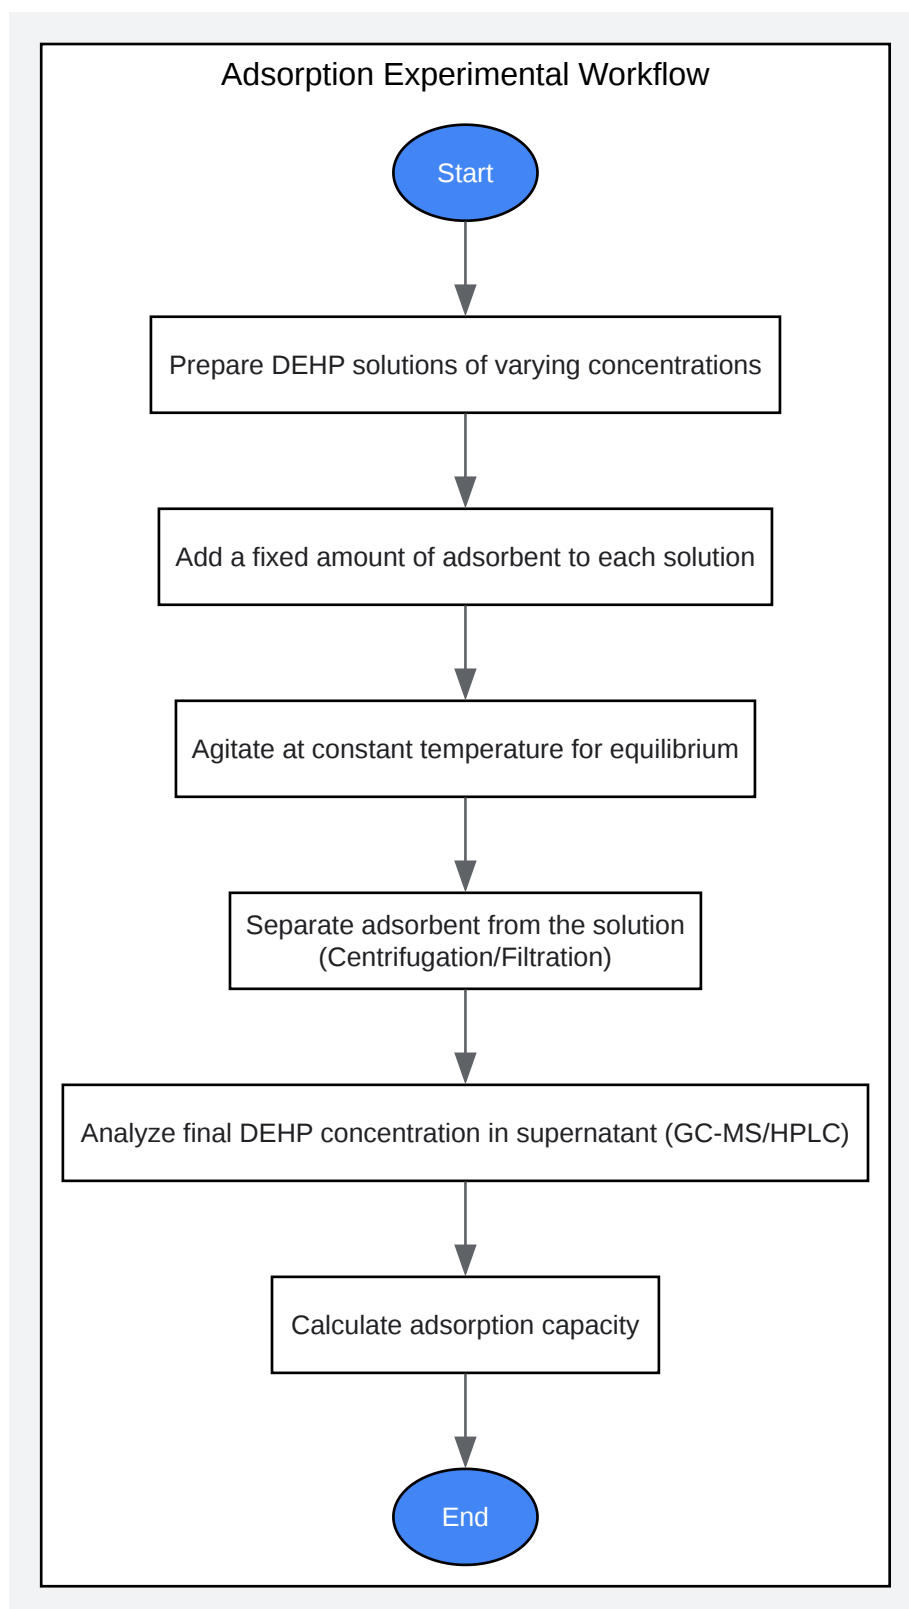 Adsorption Experimental Workflow
Start
Prepare DEHP solutions of varying concentrations
Add a fixed amount of adsorbent to each solution
Agitate at constant temperature for equilibrium
Separate adsorbent from the solution
(Centrifugation/Filtration)
Analyze final DEHP concentration in supernatant (GC-MS/HPLC)
Calculate adsorption capacity
End